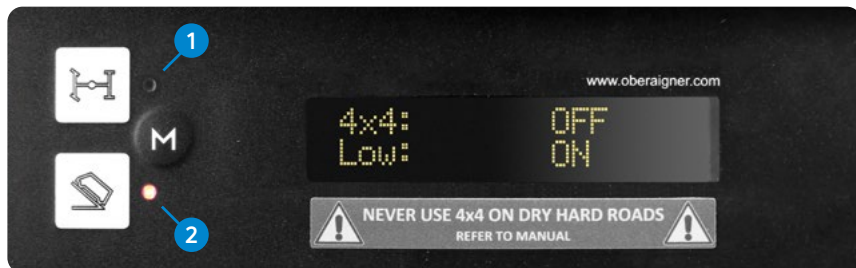 1
www.oberaigner.com
4x4: OFF
Low: ON
M
2
NEVER USE 4x4 ON DRY HARD ROADS
REFER TO MANUAL